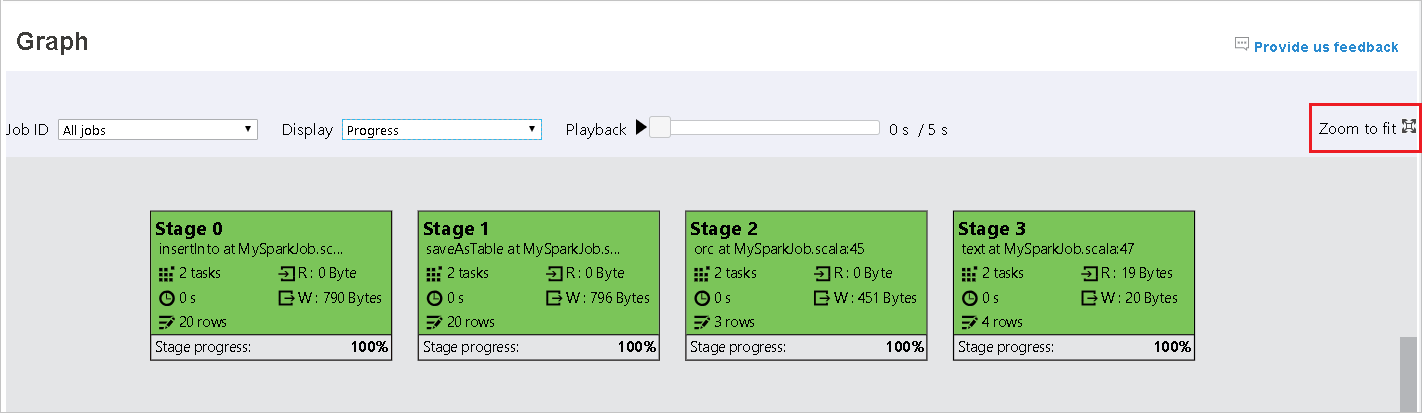 Graph
Provide us feedback
Job ID All jobs Display Progress Playback 0 s / 5 s Zoom to fit
Stage 0
insertInto at MySparkJob.sc...
2 tasks R : 0 Byte
0 s W : 790 Bytes
20 rows
Stage progress: 100%
Stage 1
saveAsTable at MySparkJob.s...
2 tasks R : 0 Byte
0 s W : 796 Bytes
20 rows
Stage progress: 100%
Stage 2
orc at MySparkJob.scala:45
2 tasks R : 0 Byte
0 s W : 451 Bytes
3 rows
Stage progress: 100%
Stage 3
text at MySparkJob.scala:47
2 tasks R : 19 Bytes
0 s W : 20 Bytes
4 rows
Stage progress: 100%